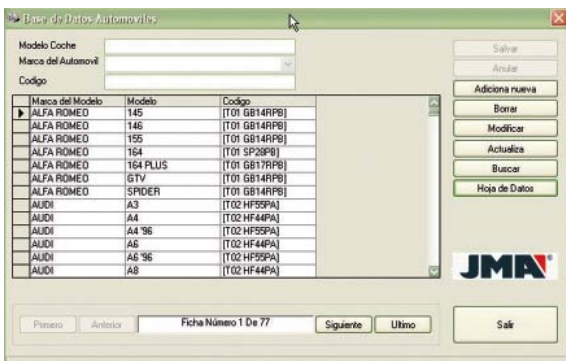 Base de Datos Automoviles
Modelo Coche
Marca del Automovil
Codigo
Salvar
Anular
Adiciona nueva
Borrar
Modificar
Actualiza
Buscar
Hoja de Datos
Marca del Modelo Modelo Codigo
ALFA ROMEO 145 [T01 GB14RPB]
ALFA ROMEO 146 [T01 GB14RPB]
ALFA ROMEO 155 [T01 GB14RPB]
ALFA ROMEO 164 [T01 SP28PB]
ALFA ROMEO 164 PLUS [T01 GB17RPB]
ALFA ROMEO GTV [T01 GB14RPB]
ALFA ROMEO SPIDER [T01 GB14RPB]
AUDI A3 [T02 HF55PA]
AUDI A4 [T02 HF44PA]
AUDI A4 '96 [T02 HF55PA]
AUDI A6 [T02 HF44PA]
AUDI A6 '96 [T02 HF55PA]
AUDI A8 [T02 HF44PA]
JMA
Primero Anterior Ficha Número 1 De 77 Siguiente Ultimo Salir